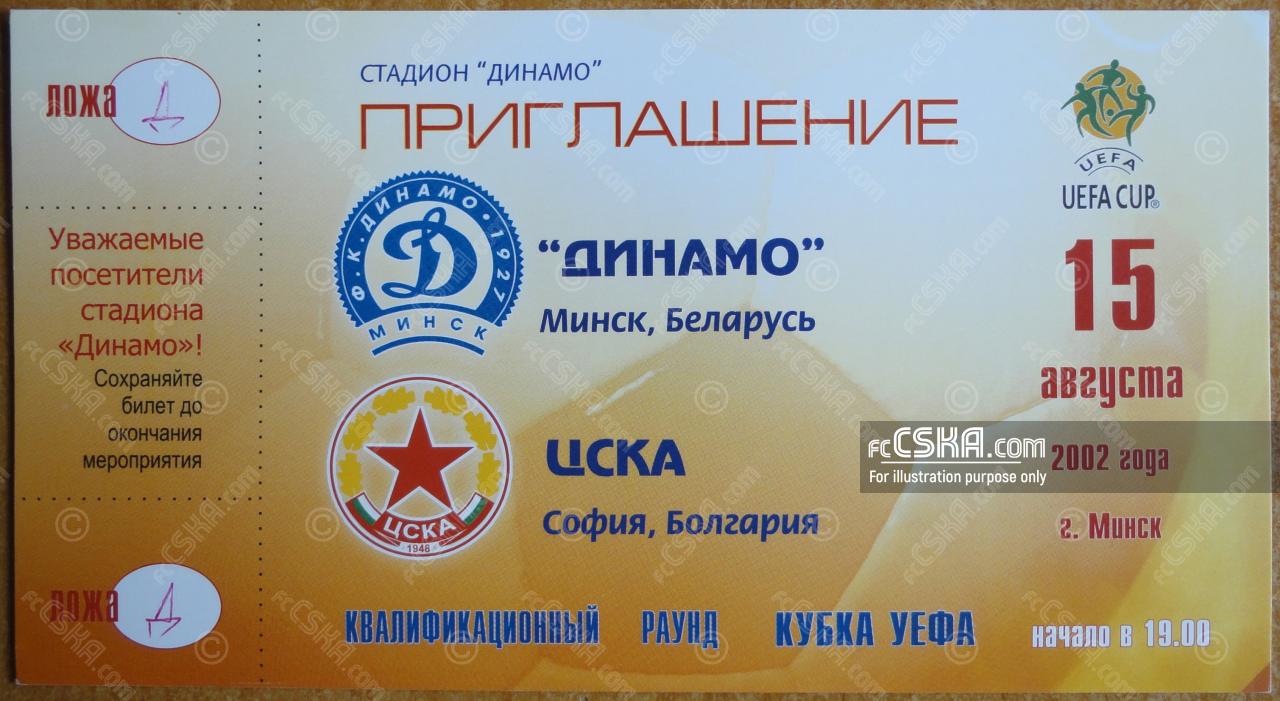 ложа Д
Уважаемые
посетители
стадиона
«Динамо»!
Сохраняйте
билет до
окончания
мероприятия
ложа Д
СТАДИОН "ДИНАМО"
ПРИГЛАШЕНИЕ
Ф.К.ДИНАМО•1927
МИНСК
"ДИНАМО"
Минск, Беларусь
ЦСКА
1948
ЦСКА
София, Болгария
КВАЛИФИКАЦИОННЫЙ РАУНД КУБКА УЕФА
UEFA
UEFA CUP®
15
августа
2002 года
г. Минск
начало в 19.00
fcCSKA.com
For illustration purpose only